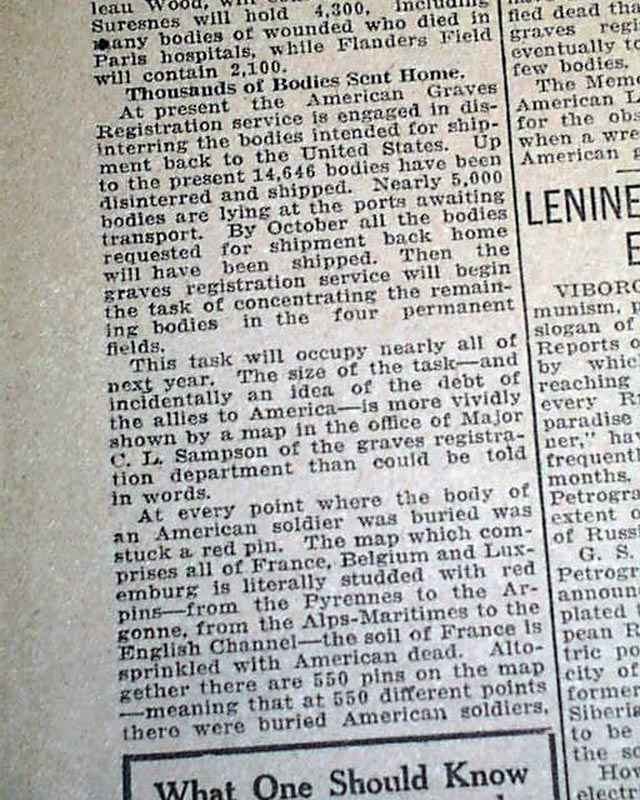 leau Wood, will
Suresnes will hold 4,300, including
many bodies of wounded who died in
Paris hospitals, while Flanders Field
will contain 2,100.
Thousands of Bodies Sent Home.
At present the American Graves
Registration service is engaged in dis-
interring the bodies intended for ship-
ment back to the United States. Up
to the present 14,646 bodies have been
disinterred and shipped. Nearly 5,000
bodies are lying at the ports awaiting
transport. By October all the bodies
requested for shipment back home
will have been shipped. Then the
graves registration service will begin
the task of concentrating the remain-
ing bodies in the four permanent
fields.
This task will occupy nearly all of
next year. The size of the task—and
incidentally an idea of the debt of
the allies to America—is more vividly
shown by a map in the office of Major
C. L. Sampson of the graves registra-
tion department than could be told
in words.
At every point where the body of
an American soldier was buried was
stuck a red pin. The map which com-
prises all of France, Belgium and Lux-
emburg is literally studded with red
pins—from the Pyrennes to the Ar-
gonne, from the Alps-Maritimes to the
English Channel—the soil of France is
sprinkled with American dead. Alto-
gether there are 550 pins on the map
—meaning that at 550 different points
there were buried American soldiers.
What One Should Know
fied dead tha
graves regi
eventually to
few bodies.
The Mem
American L
for the obs
when a wre
American g
LENINE
E
VIBORG
munism, p
slogan of
Reports o
by whic
reaching
every Ru
paradise
ner," ha
frequentl
months.
Petrogra
extent o
of Russi
G. S.
Petrogr
announ
plated
pean R
tric po
city of
former
Siberia
to be
the so
How
electr